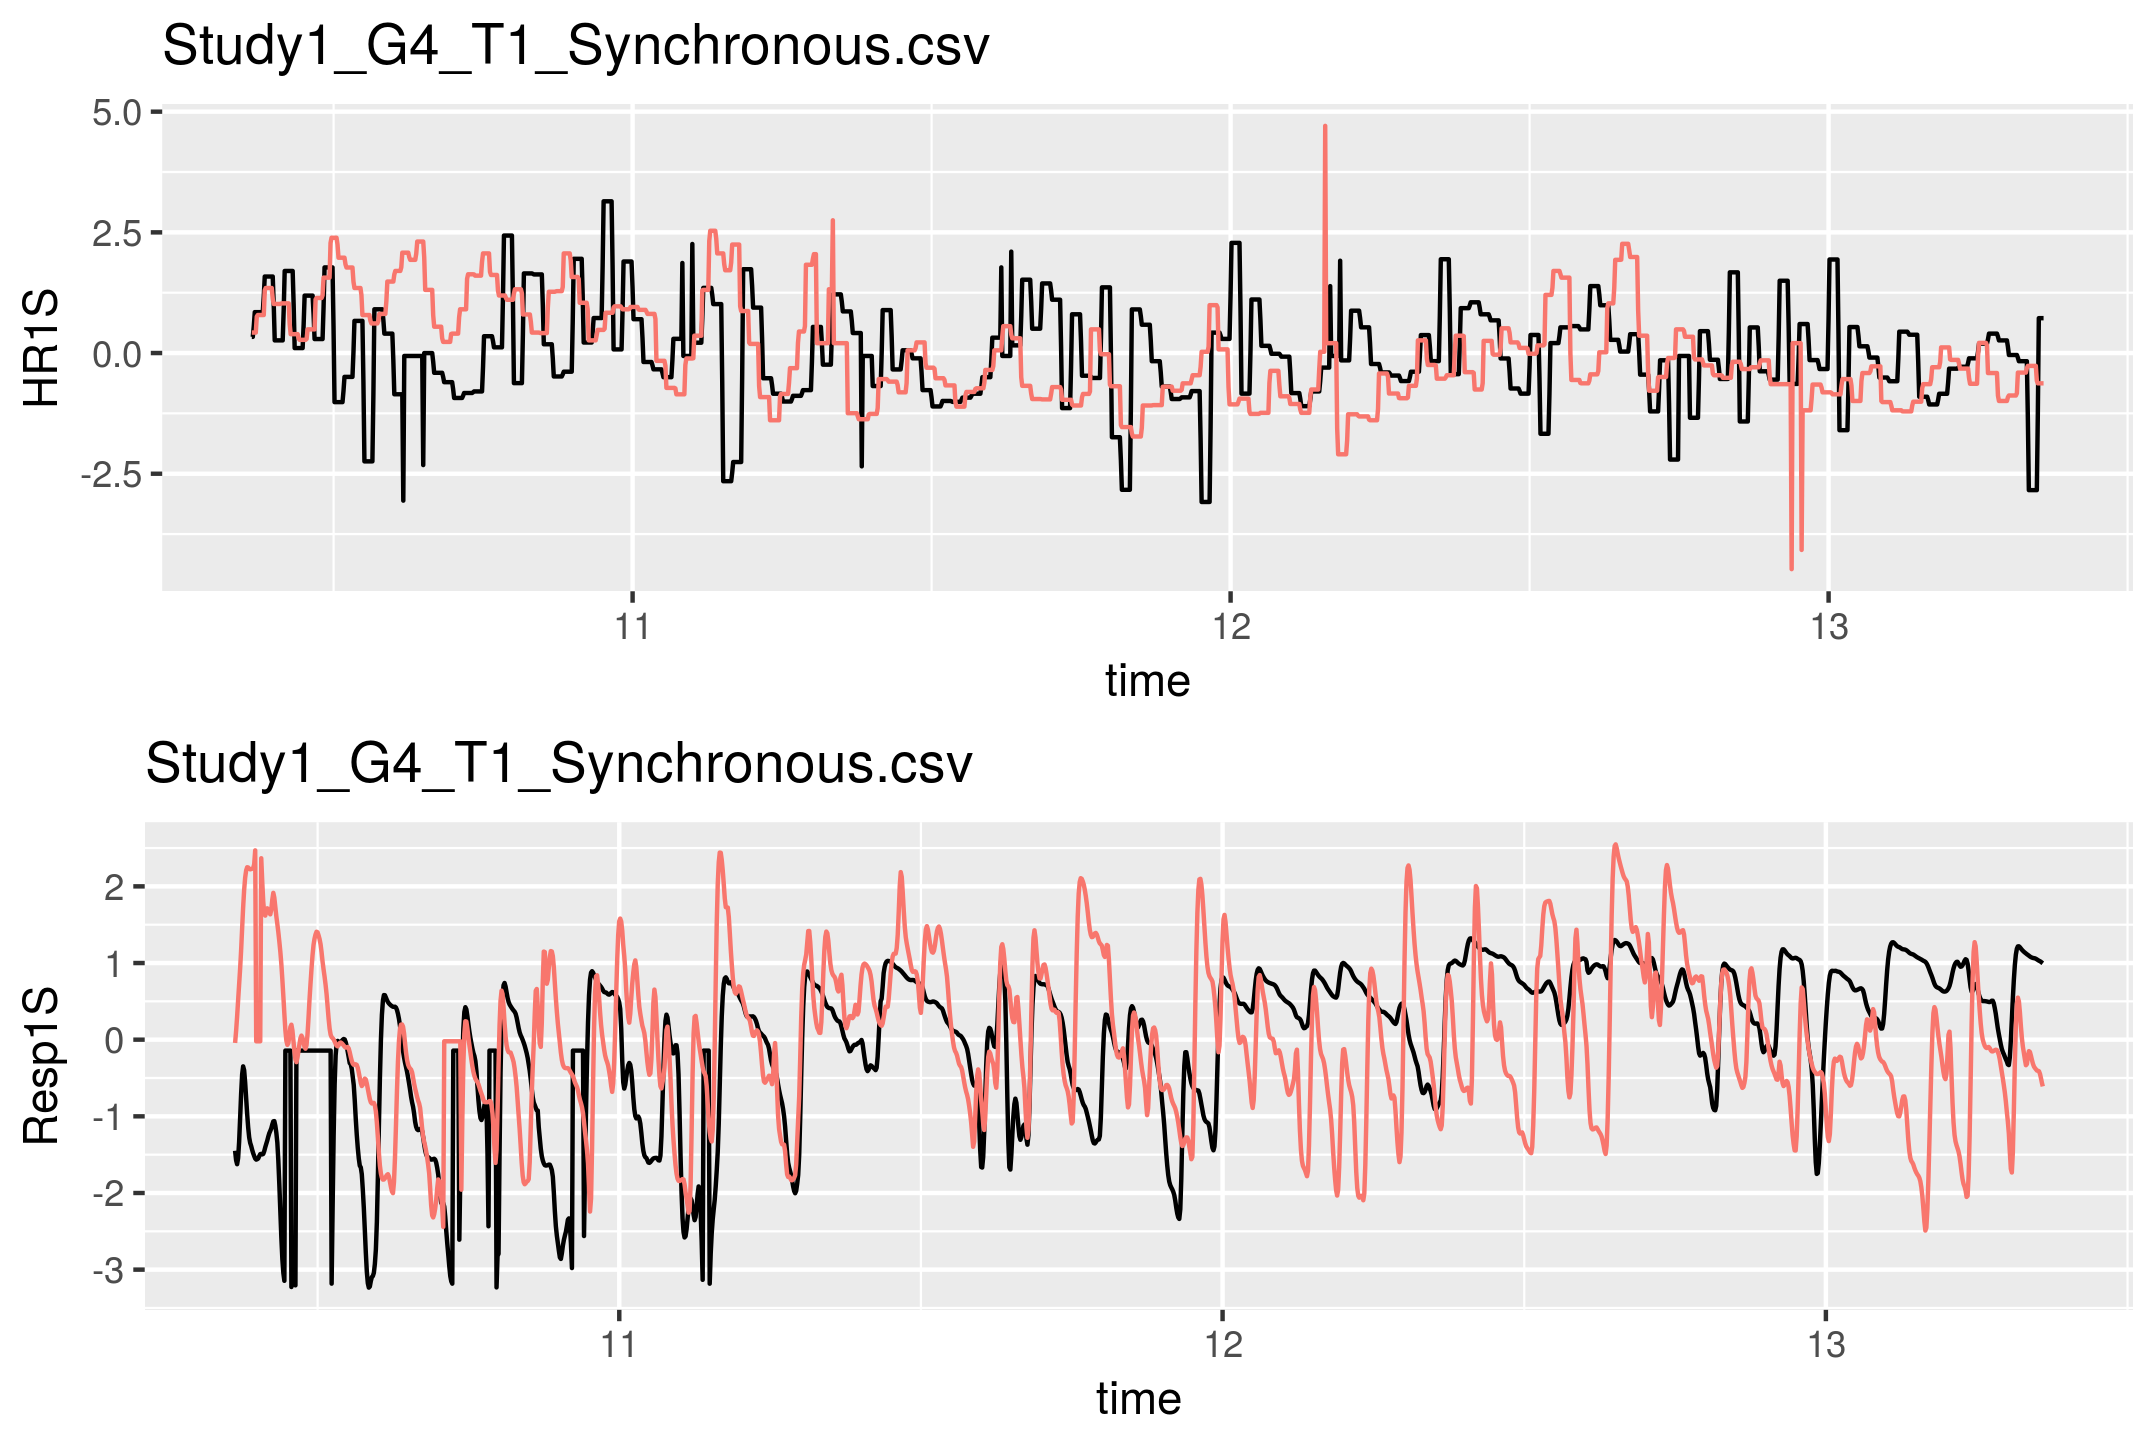 Study1_G4_T1_Synchronous.csv
5.0
2.5
0.0
-2.5
HR1S
11 12 13
time
Study1_G4_T1_Synchronous.csv
2
1
0
-1
-2
-3
Resp1S
11 12 13
time